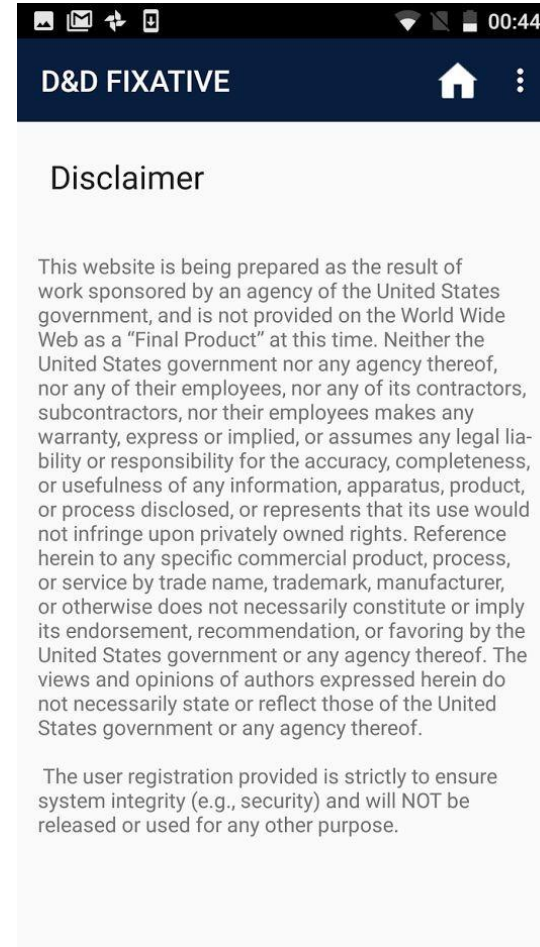 00:44
D&D FIXATIVE
Disclaimer
This website is being prepared as the result of
work sponsored by an agency of the United States
government, and is not provided on the World Wide
Web as a “Final Product” at this time. Neither the
United States government nor any agency thereof,
nor any of their employees, nor any of its contractors,
subcontractors, nor their employees makes any
warranty, express or implied, or assumes any legal lia-
bility or responsibility for the accuracy, completeness,
or usefulness of any information, apparatus, product,
or process disclosed, or represents that its use would
not infringe upon privately owned rights. Reference
herein to any specific commercial product, process,
or service by trade name, trademark, manufacturer,
or otherwise does not necessarily constitute or imply
its endorsement, recommendation, or favoring by the
United States government or any agency thereof. The
views and opinions of authors expressed herein do
not necessarily state or reflect those of the United
States government or any agency thereof.
The user registration provided is strictly to ensure
system integrity (e.g., security) and will NOT be
released or used for any other purpose.